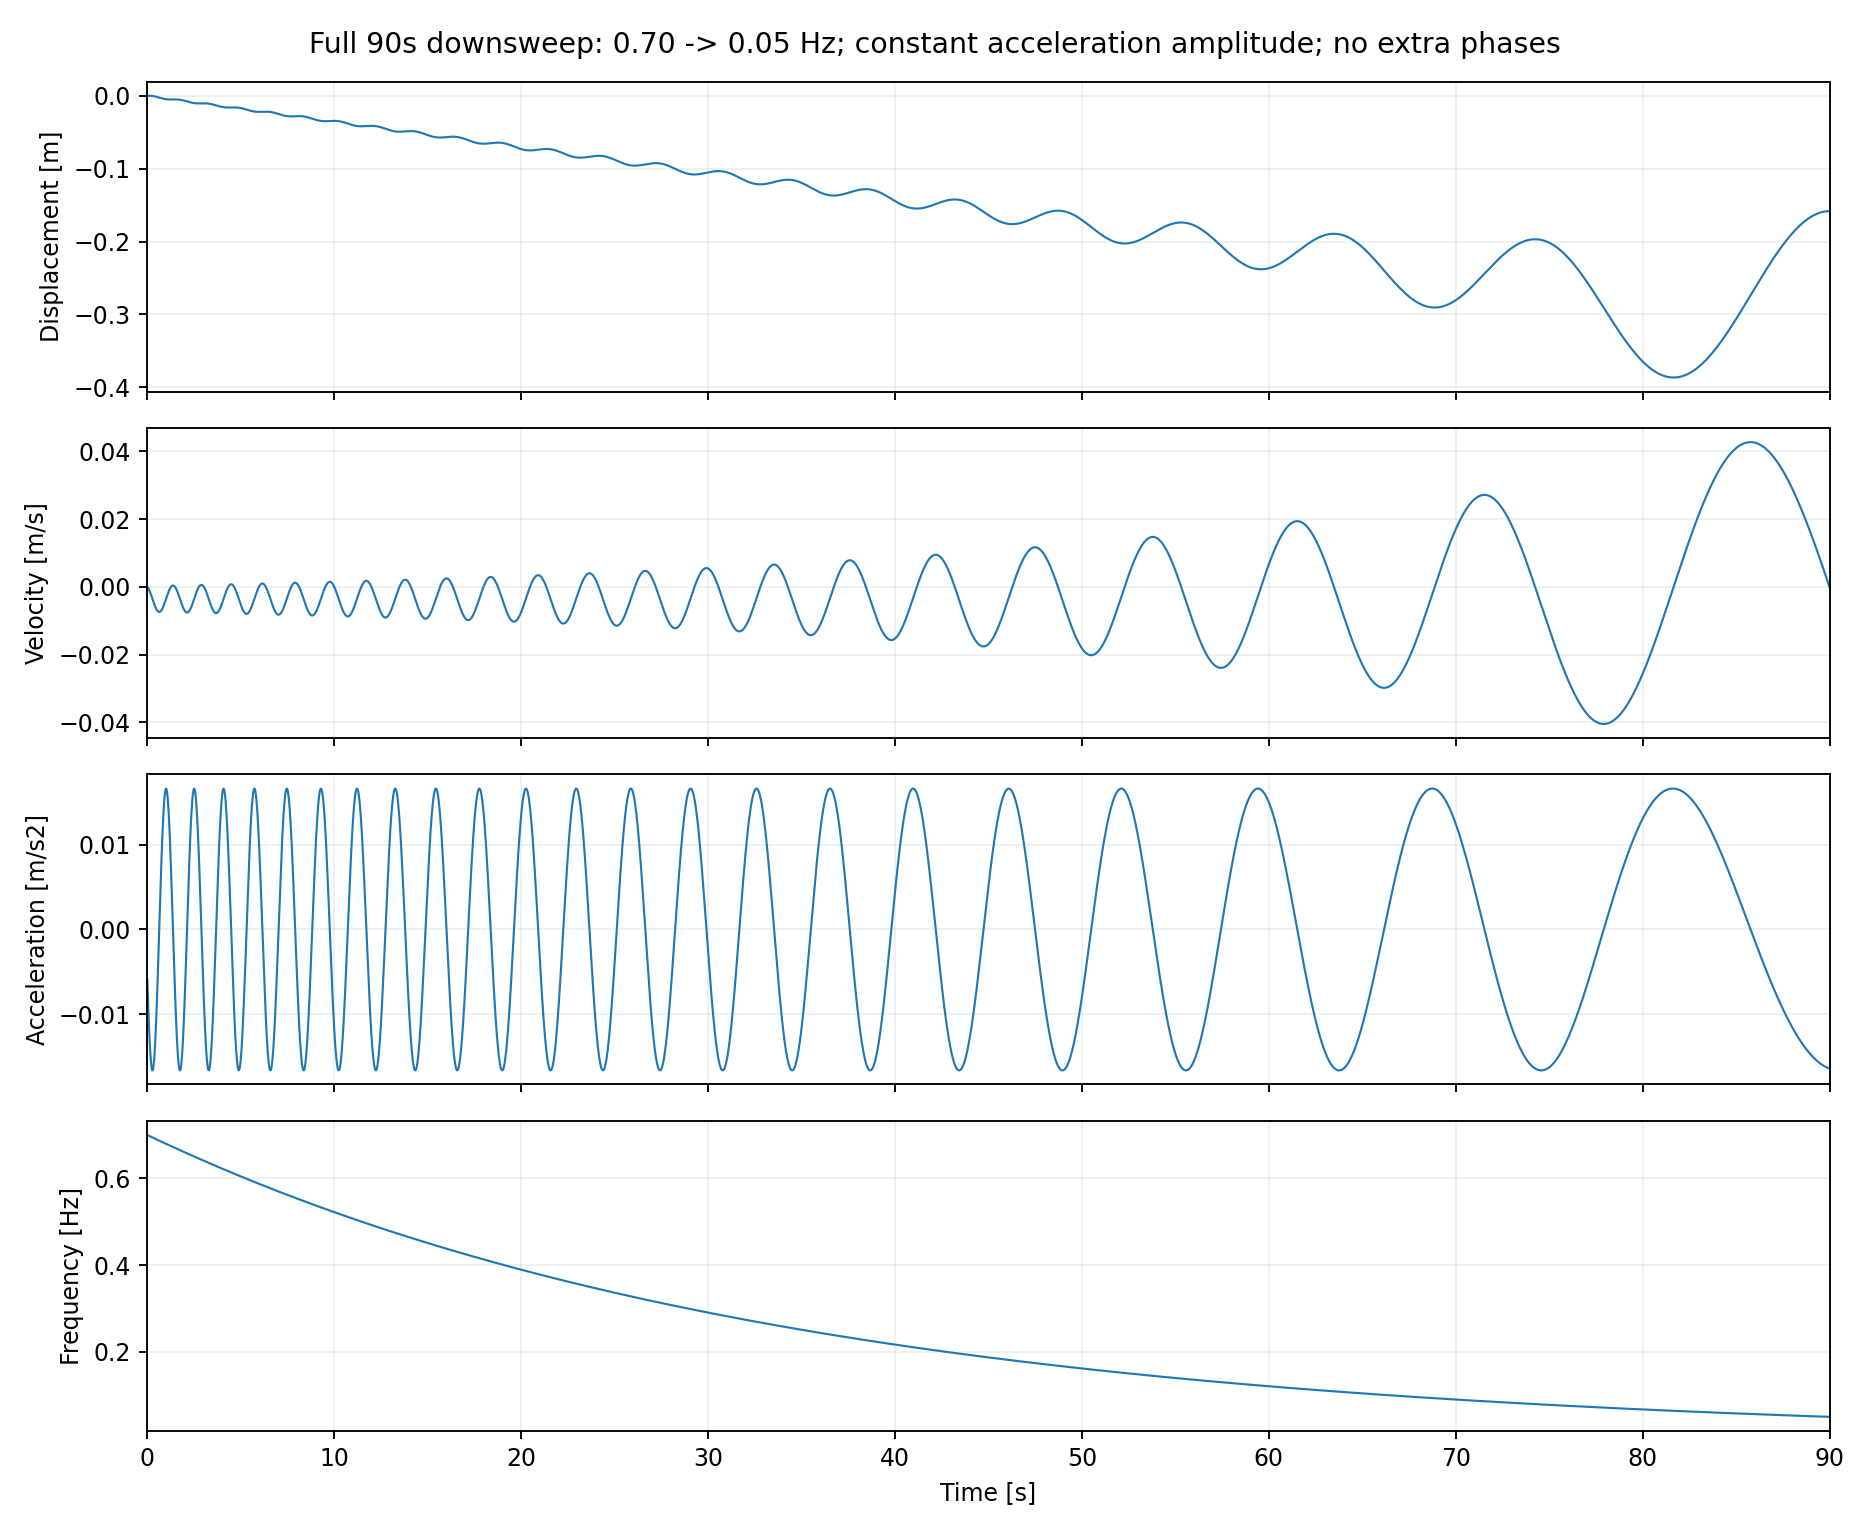 Full 90s downsweep: 0.70 -> 0.05 Hz; constant acceleration amplitude; no extra phases
Displacement [m]
0.0
−0.1
−0.2
−0.3
−0.4
Velocity [m/s]
0.04
0.02
0.00
−0.02
−0.04
Acceleration [m/s2]
0.01
0.00
−0.01
Frequency [Hz]
0.6
0.4
0.2
0 10 20 30 40 50 60 70 80 90
Time [s]